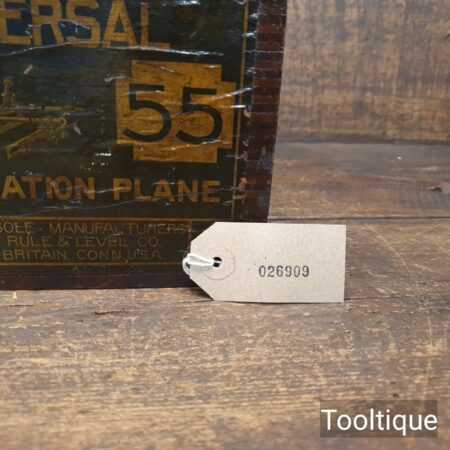 ERSAL
55
ATION PLANE
SOLE - MANUFACTURERS
RULE & LEVEL CO.
BRITAIN, CONN. U.S.A.
026909
Tooltique